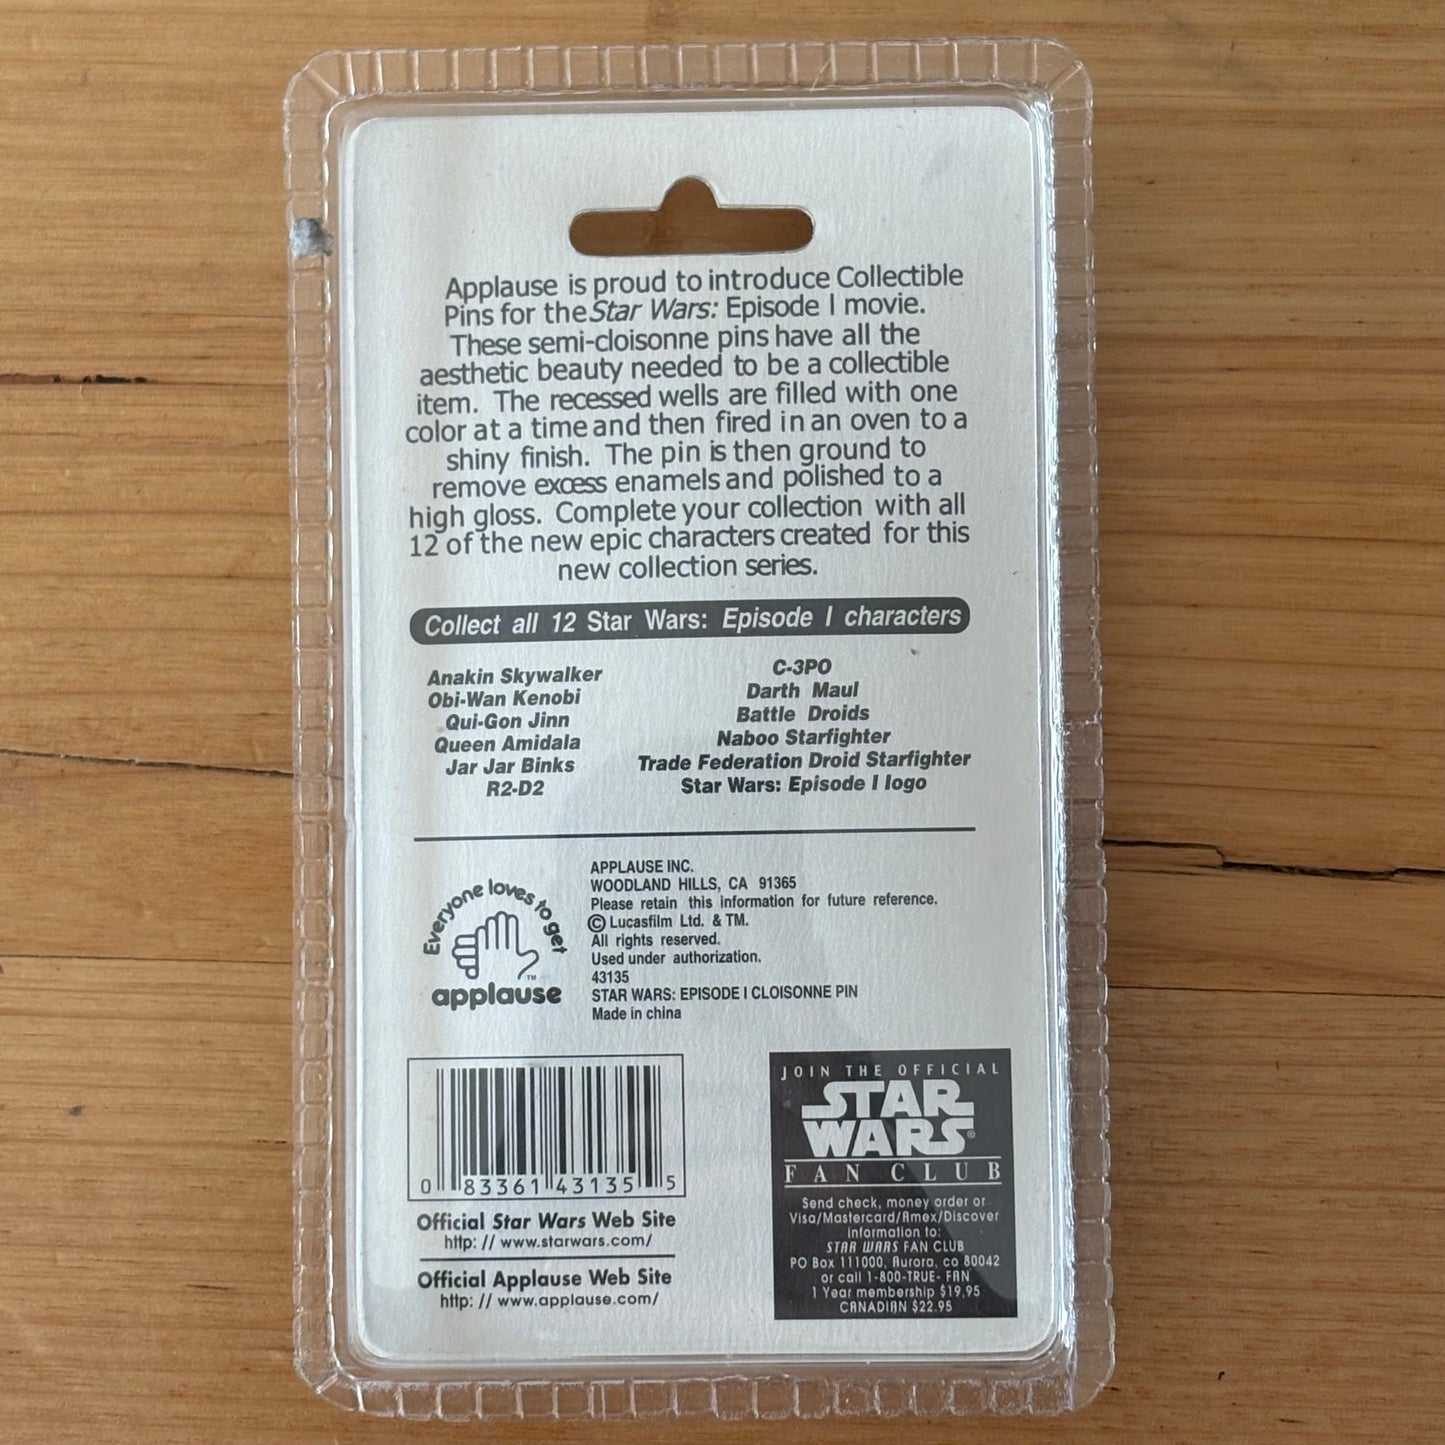 Applause is proud to introduce Collectible
Pins for the Star Wars: Episode I movie.
These semi-cloisonne pins have all the
aesthetic beauty needed to be a collectible
item. The recessed wells are filled with one
color at a time and then fired in an oven to a
shiny finish. The pin is then ground to
remove excess enamels and polished to a
high gloss. Complete your collection with all
12 of the new epic characters created for this
new collection series.
Collect all 12 Star Wars: Episode I characters
Anakin Skywalker
Obi-Wan Kenobi
Qui-Gon Jinn
Queen Amidala
Jar Jar Binks
R2-D2
C-3PO
Darth Maul
Battle Droids
Naboo Starfighter
Trade Federation Droid Starfighter
Star Wars: Episode I logo
Everyone loves to get
applause
TM
APPLAUSE INC.
WOODLAND HILLS, CA 91365
Please retain this information for future reference.
© Lucasfilm Ltd. & TM.
All rights reserved.
Used under authorization.
43135
STAR WARS: EPISODE I CLOISONNE PIN
Made in china
0 83361 43135 5
Official Star Wars Web Site
http: // www.starwars.com/
Official Applause Web Site
http: // www.applause.com/
JOIN THE OFFICIAL
STAR
WARS®
FAN CLUB
Send check, money order or
Visa/Mastercard/Amex/Discover
information to:
STAR WARS FAN CLUB
PO Box 111000, Aurora, co 80042
or call 1-800-TRUE- FAN
1 Year membership $19.95
CANADIAN $22.95